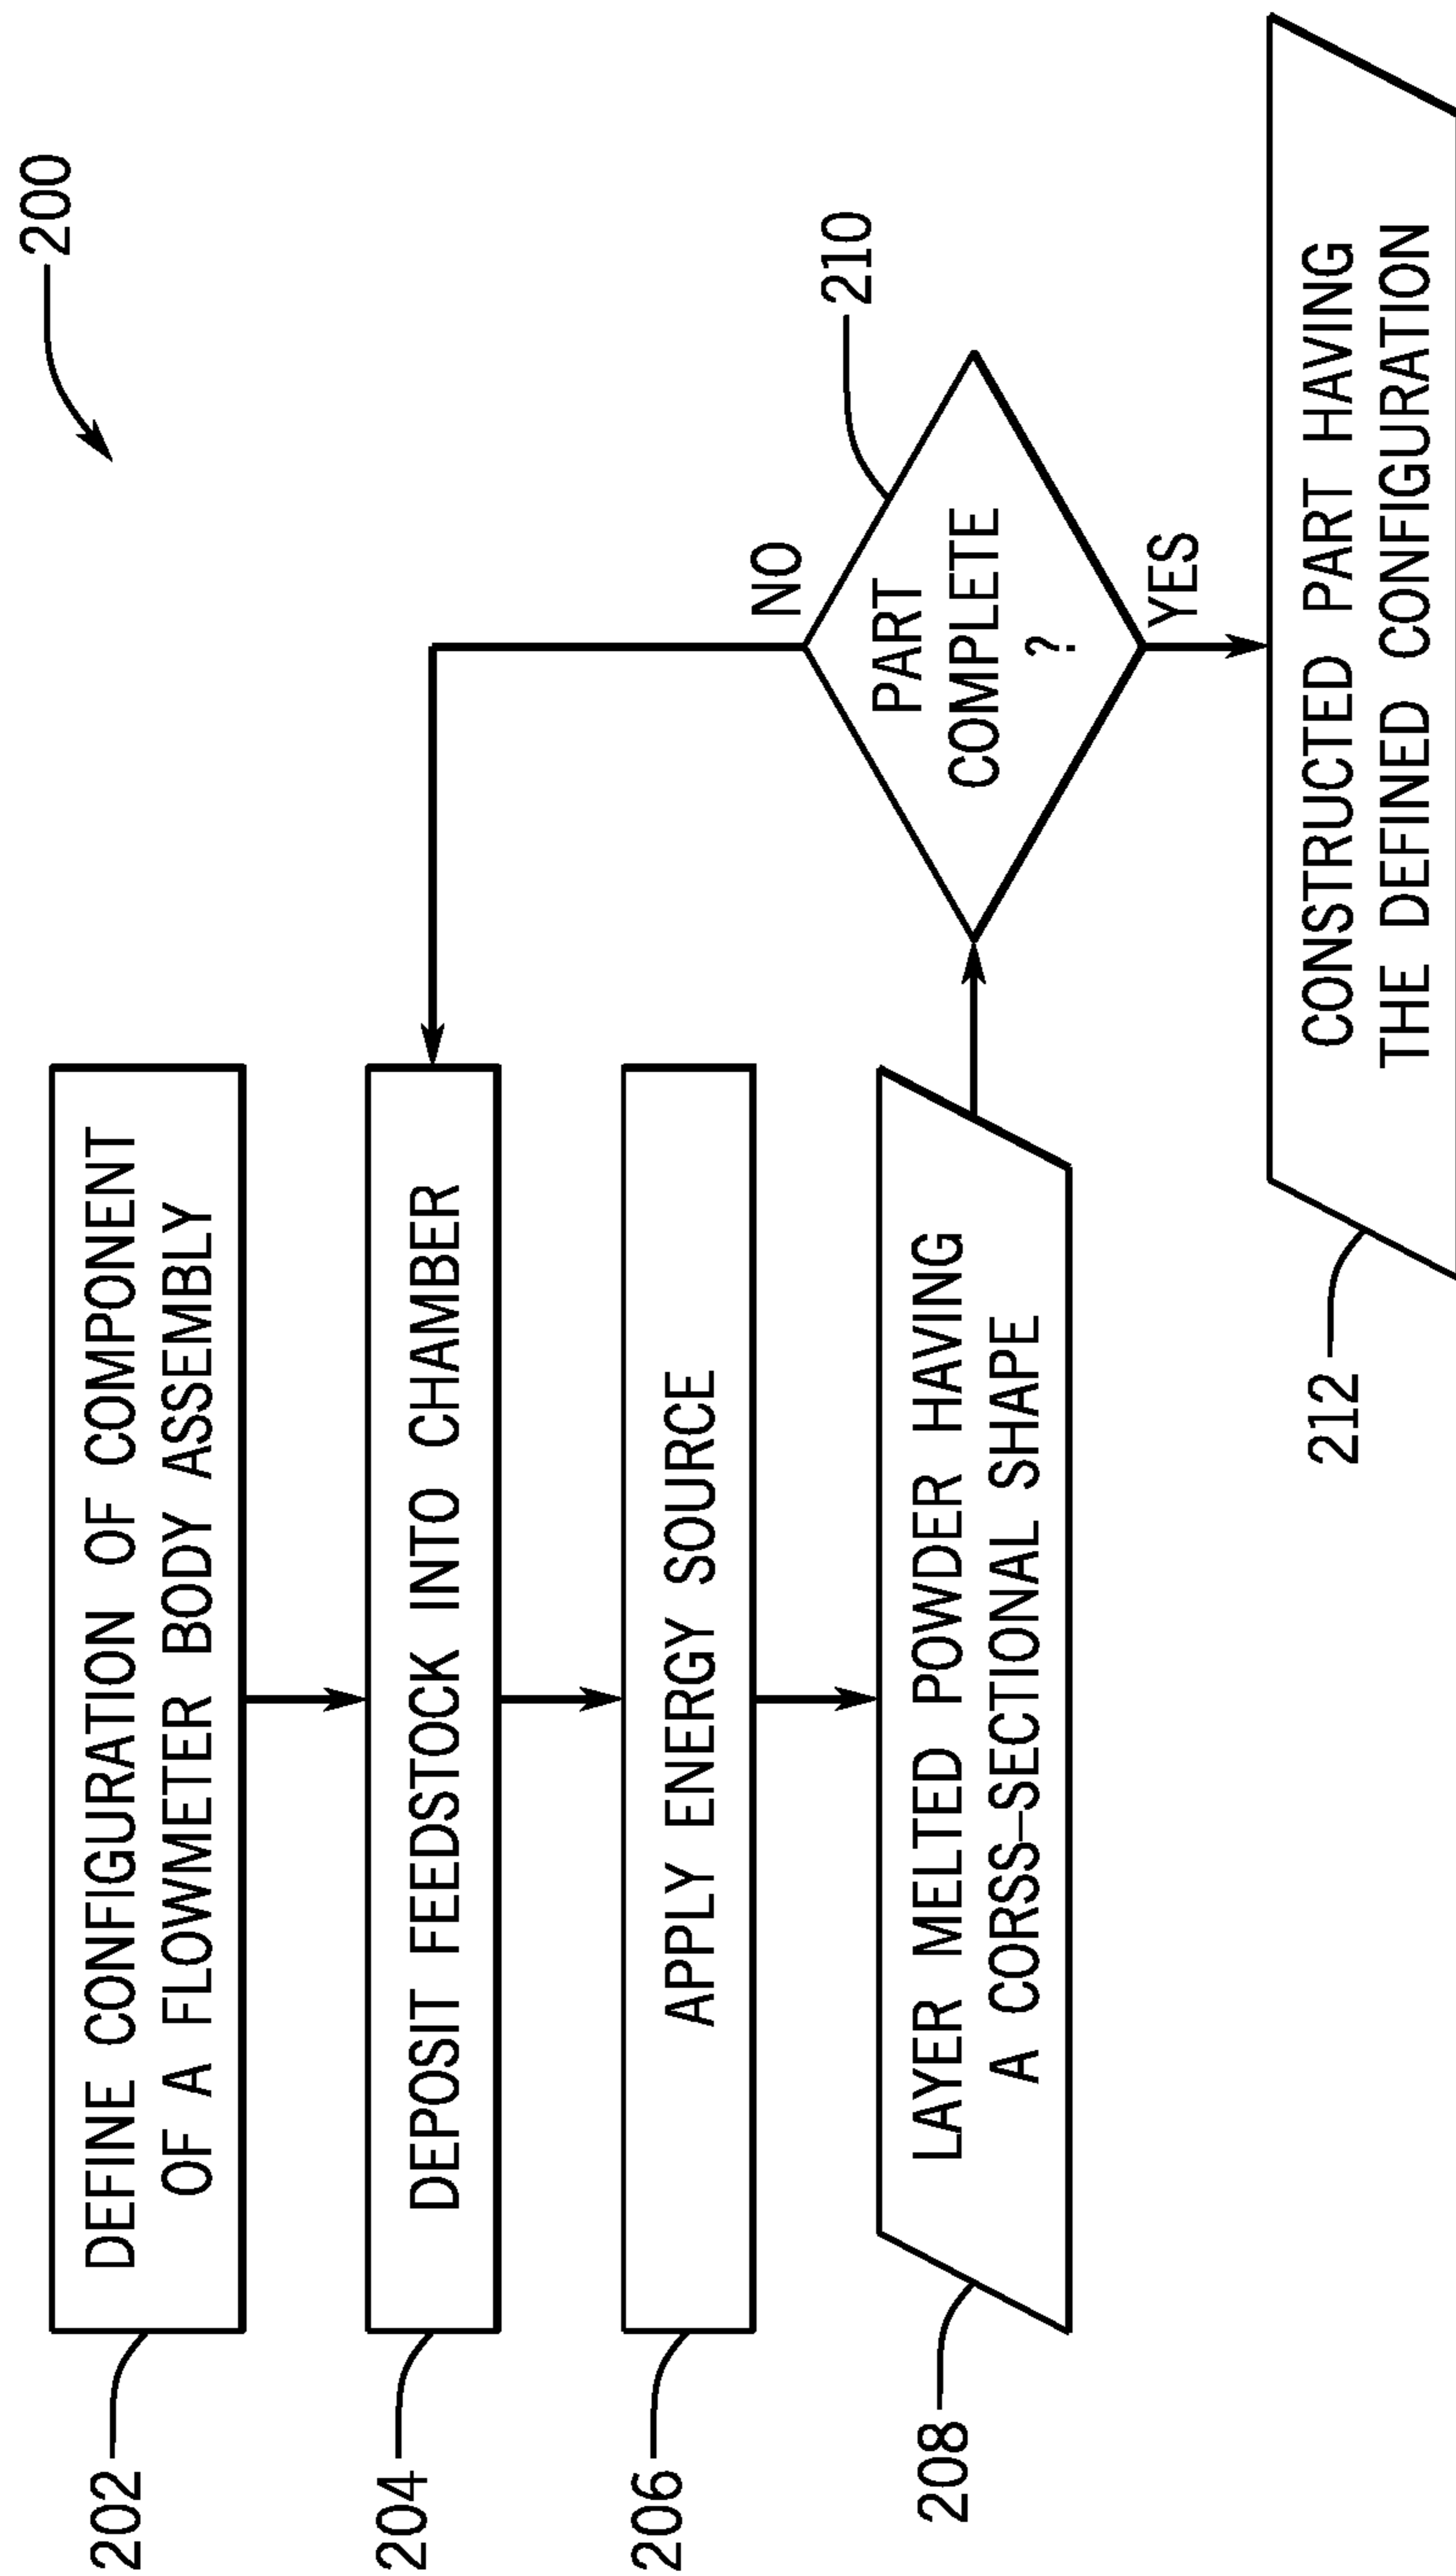 200
202
DEFINE CONFIGURATION OF COMPONENT
OF A FLOWMETER BODY ASSEMBLY
204
DEPOSIT FEEDSTOCK INTO CHAMBER
206
APPLY ENERGY SOURCE
208
LAYER MELTED POWDER HAVING
A CORSS-SECTIONAL SHAPE
NO
210
PART
COMPLETE
?
YES
212
CONSTRUCTED PART HAVING
THE DEFINED CONFIGURATION